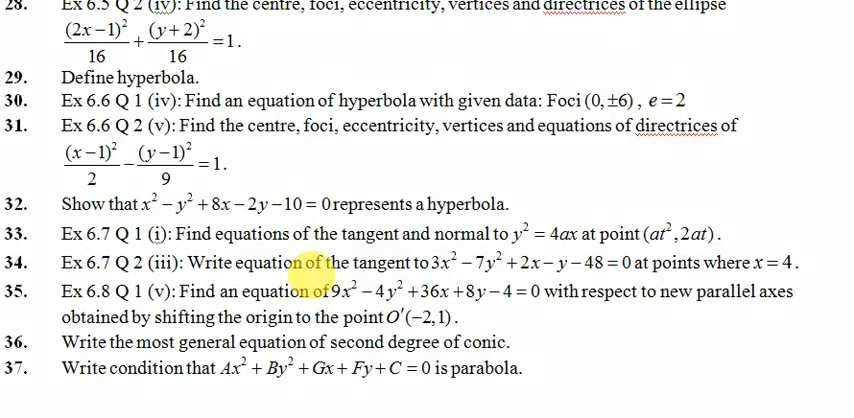 28. Ex 6.5 Q 2 (iv): Find the centre, foci, eccentricity, vertices and directrices of the ellipse
(2x−1)²/16 + (y+2)²/16 = 1.
29. Define hyperbola.
30. Ex 6.6 Q 1 (iv): Find an equation of hyperbola with given data: Foci (0, ±6), e = 2
31. Ex 6.6 Q 2 (v): Find the centre, foci, eccentricity, vertices and equations of directrices of
(x−1)²/2 − (y−1)²/9 = 1.
32. Show that x² − y² + 8x − 2y − 10 = 0 represents a hyperbola.
33. Ex 6.7 Q 1 (i): Find equations of the tangent and normal to y² = 4ax at point (at², 2at).
34. Ex 6.7 Q 2 (iii): Write equation of the tangent to 3x² − 7y² + 2x − y − 48 = 0 at points where x = 4.
35. Ex 6.8 Q 1 (v): Find an equation of 9x² − 4y² + 36x + 8y − 4 = 0 with respect to new parallel axes
obtained by shifting the origin to the point O′(−2, 1).
36. Write the most general equation of second degree of conic.
37. Write condition that Ax² + By² + Gx + Fy + C = 0 is parabola.